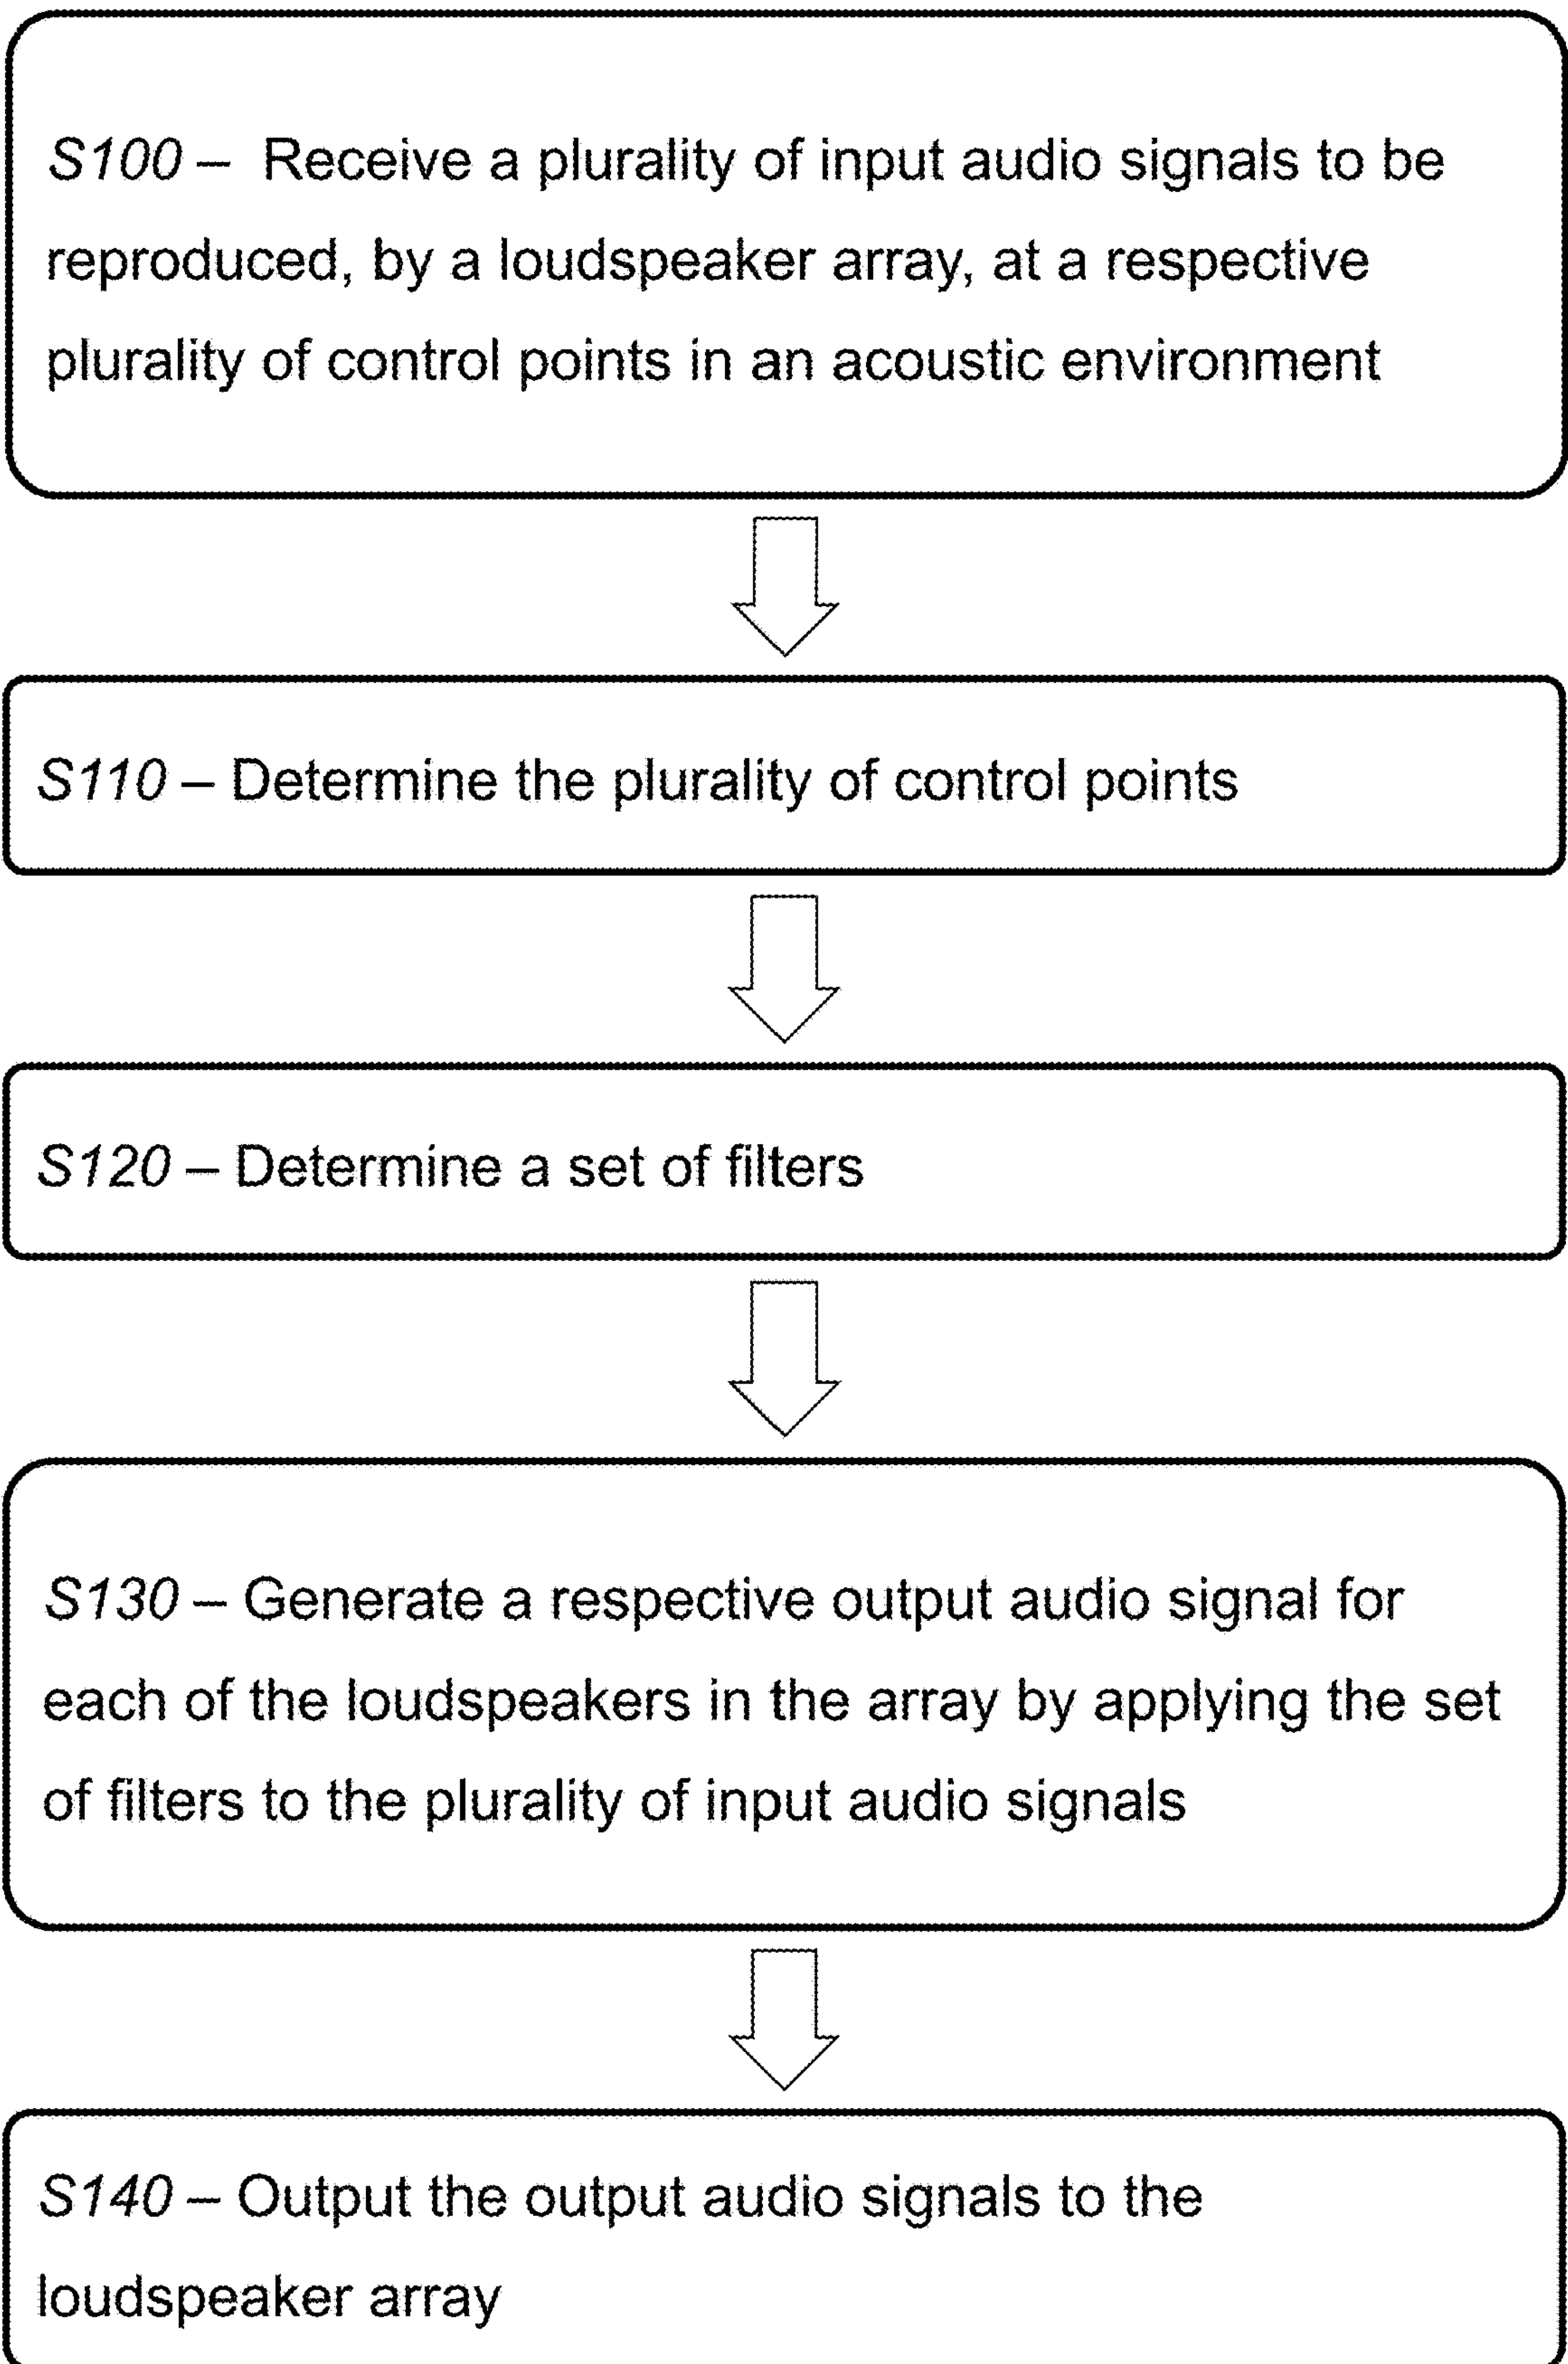 S100 – Receive a plurality of input audio signals to be
reproduced, by a loudspeaker array, at a respective
plurality of control points in an acoustic environment
S110 – Determine the plurality of control points
S120 – Determine a set of filters
S130 – Generate a respective output audio signal for
each of the loudspeakers in the array by applying the set
of filters to the plurality of input audio signals
S140 – Output the output audio signals to the
loudspeaker array